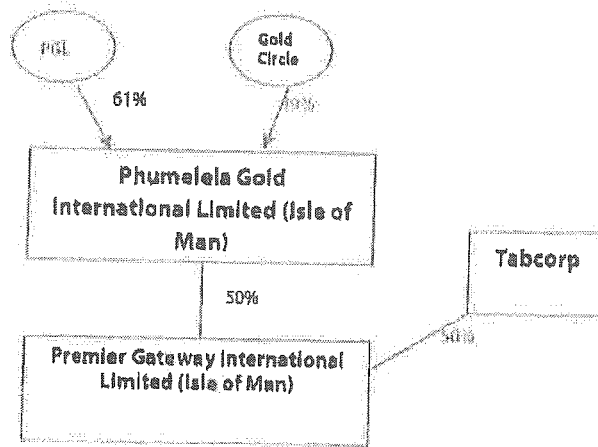 PGL
Gold
Circle
61%
Phumelela Gold
International Limited (Isle of
Man)
Tabcorp
50%
50%
Premier Gateway International
Limited (Isle of Man)